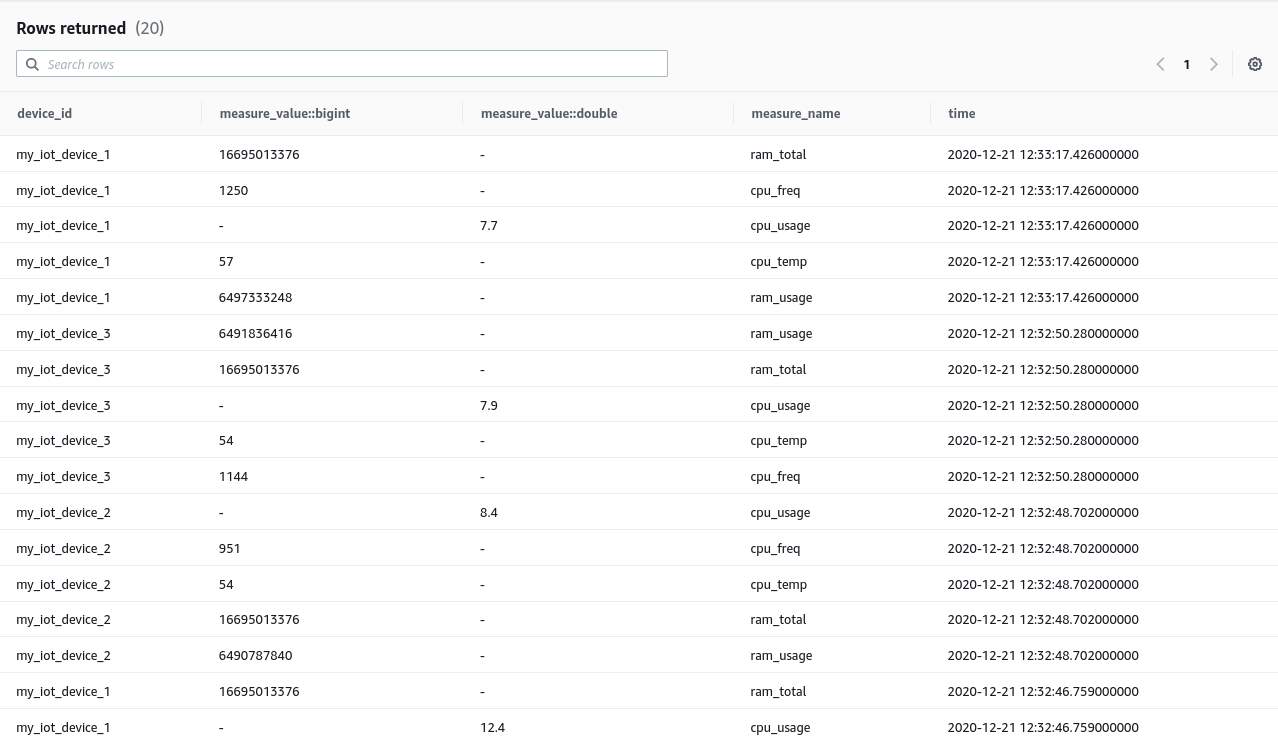 Rows returned (20)
Search rows
1
device_id measure_value::bigint measure_value::double measure_name time
my_iot_device_1 16695013376 - ram_total 2020-12-21 12:33:17.426000000
my_iot_device_1 1250 - cpu_freq 2020-12-21 12:33:17.426000000
my_iot_device_1 - 7.7 cpu_usage 2020-12-21 12:33:17.426000000
my_iot_device_1 57 - cpu_temp 2020-12-21 12:33:17.426000000
my_iot_device_1 6497333248 - ram_usage 2020-12-21 12:33:17.426000000
my_iot_device_3 6491836416 - ram_usage 2020-12-21 12:32:50.280000000
my_iot_device_3 16695013376 - ram_total 2020-12-21 12:32:50.280000000
my_iot_device_3 - 7.9 cpu_usage 2020-12-21 12:32:50.280000000
my_iot_device_3 54 - cpu_temp 2020-12-21 12:32:50.280000000
my_iot_device_3 1144 - cpu_freq 2020-12-21 12:32:50.280000000
my_iot_device_2 - 8.4 cpu_usage 2020-12-21 12:32:48.702000000
my_iot_device_2 951 - cpu_freq 2020-12-21 12:32:48.702000000
my_iot_device_2 54 - cpu_temp 2020-12-21 12:32:48.702000000
my_iot_device_2 16695013376 - ram_total 2020-12-21 12:32:48.702000000
my_iot_device_2 6490787840 - ram_usage 2020-12-21 12:32:48.702000000
my_iot_device_1 16695013376 - ram_total 2020-12-21 12:32:46.759000000
my_iot_device_1 - 12.4 cpu_usage 2020-12-21 12:32:46.759000000